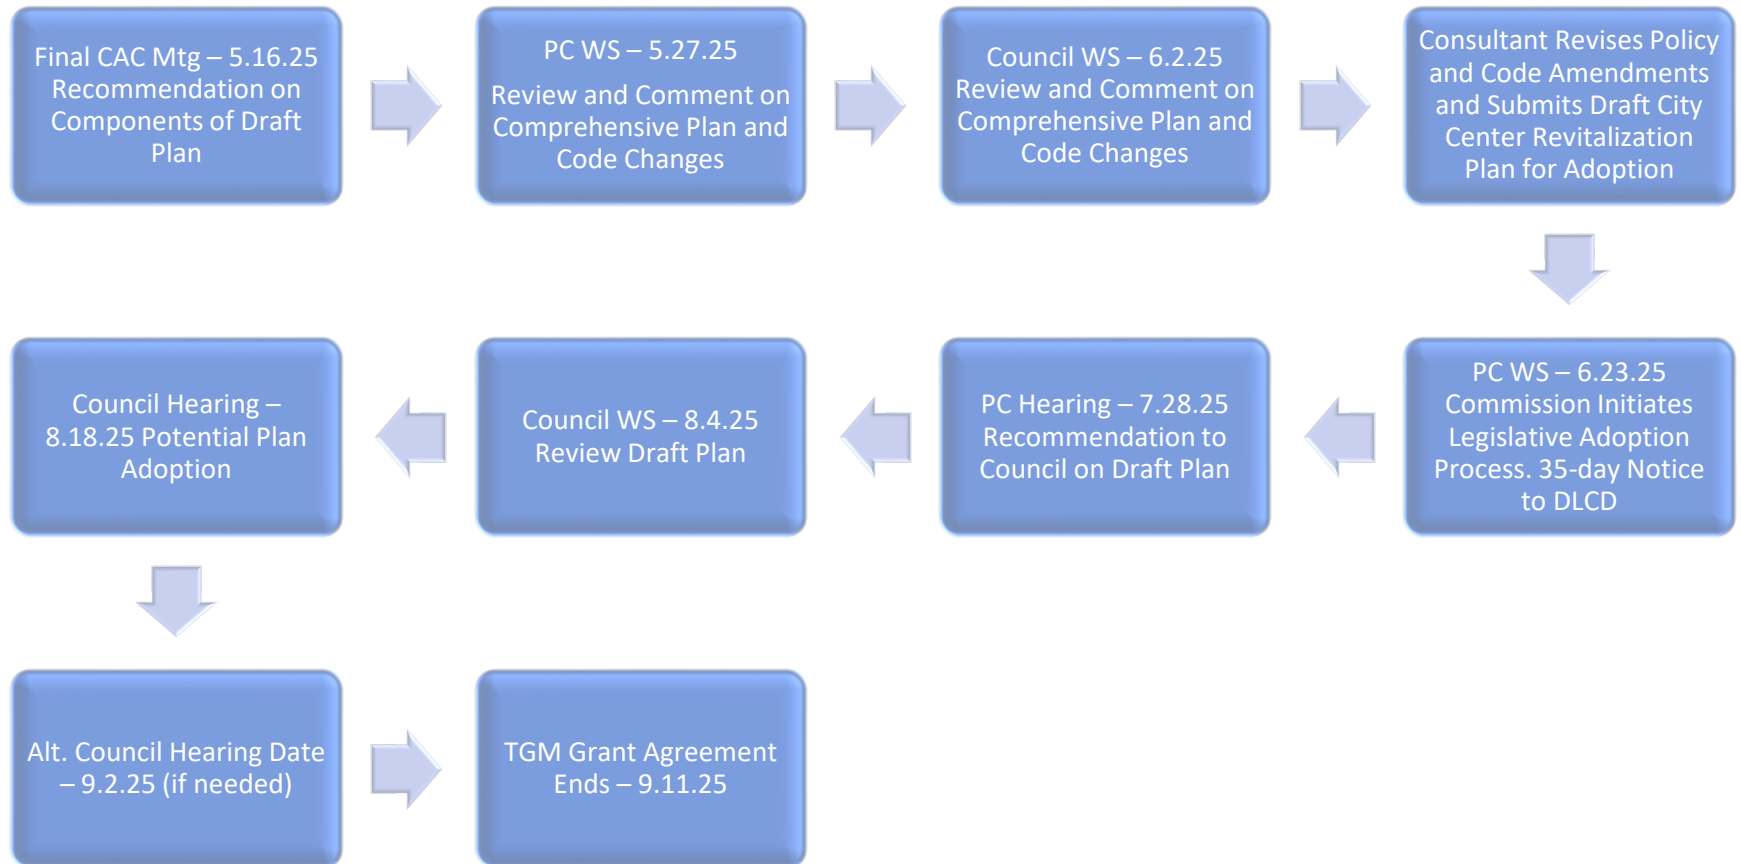 Final CAC Mtg – 5.16.25
Recommendation on
Components of Draft
Plan
PC WS – 5.27.25
Review and Comment on
Comprehensive Plan and
Code Changes
Council WS – 6.2.25
Review and Comment on
Comprehensive Plan and
Code Changes
Consultant Revises Policy
and Code Amendments
and Submits Draft City
Center Revitalization
Plan for Adoption
PC WS – 6.23.25
Commission Initiates
Legislative Adoption
Process. 35-day Notice
to DLCD
PC Hearing – 7.28.25
Recommendation to
Council on Draft Plan
Council WS – 8.4.25
Review Draft Plan
Council Hearing –
8.18.25 Potential Plan
Adoption
Alt. Council Hearing Date
– 9.2.25 (if needed)
TGM Grant Agreement
Ends – 9.11.25